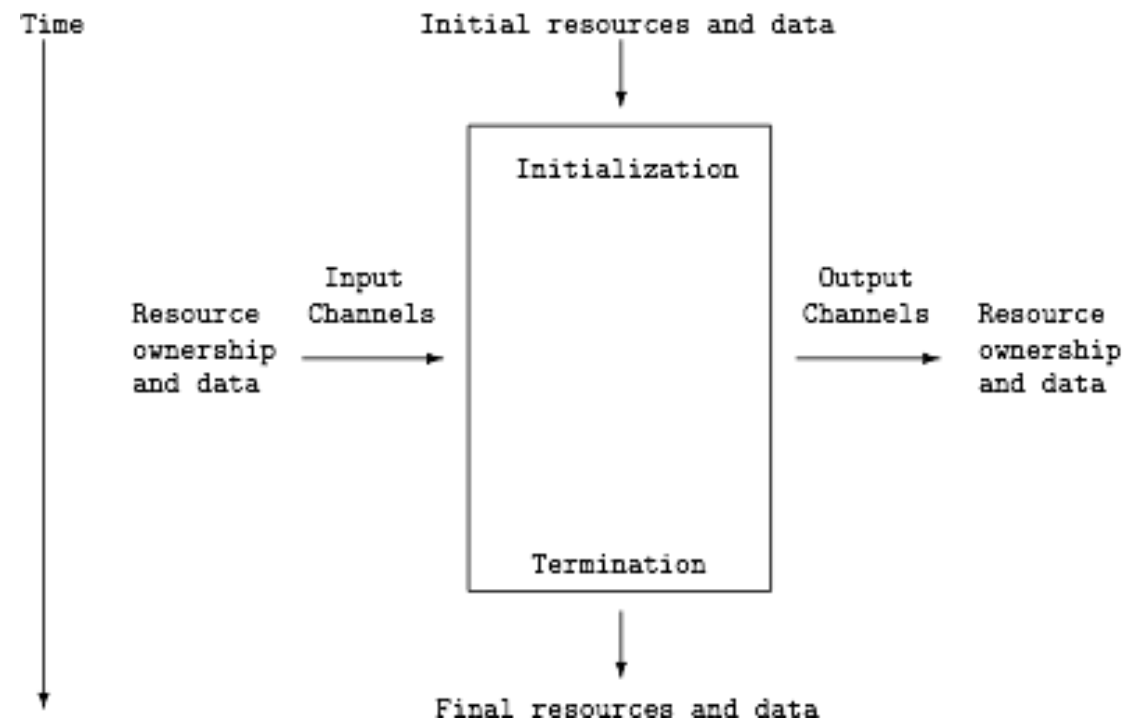 Time
Initial resources and data
Initialization
Input
Channels
Resource
ownership
and data
Output
Channels
Resource
ownership
and data
Termination
Final resources and data